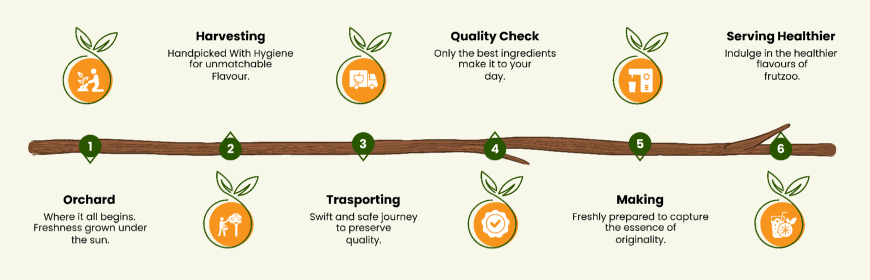 Harvesting
Handpicked With Hygiene
for unmatchable
Flavour.
Quality Check
Only the best ingredients
make it to your
day.
Serving Healthier
Indulge in the healthier
flavours of
frutzoo.
1
2
3
4
5
6
Orchard
Where it all begins.
Freshness grown under
the sun.
Trasporting
Swift and safe journey
to preserve
quality.
Making
Freshly prepared to capture
the essence of
originality.